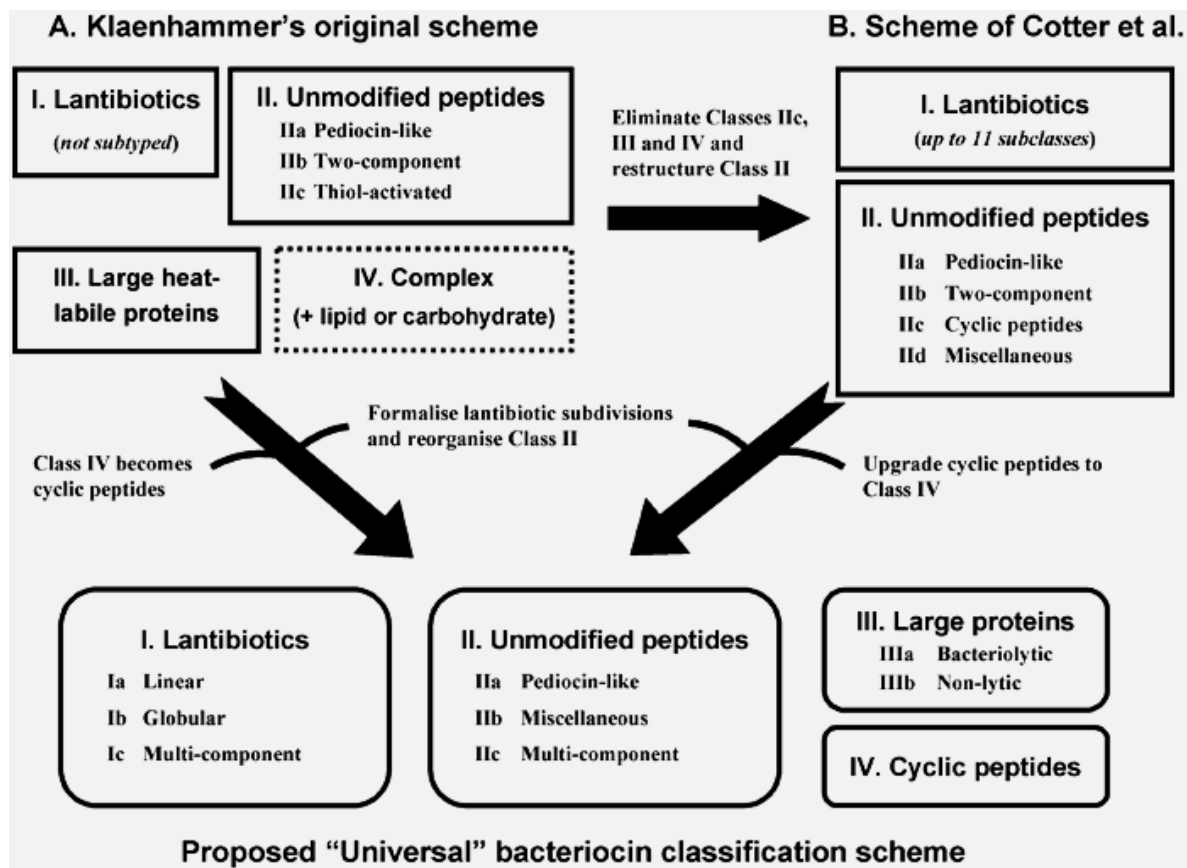 A. Klaenhammer’s original scheme
I. Lantibiotics
(not subtyped)
II. Unmodified peptides
IIa Pediocin-like
IIb Two-component
IIc Thiol-activated
III. Large heat-
labile proteins
IV. Complex
(+ lipid or carbohydrate)
Eliminate Classes IIc,
III and IV and
restructure Class II
B. Scheme of Cotter et al.
I. Lantibiotics
(up to 11 subclasses)
II. Unmodified peptides
IIa Pediocin-like
IIb Two-component
IIc Cyclic peptides
IId Miscellaneous
Class IV becomes
cyclic peptides
Formalise lantibiotic subdivisions
and reorganise Class II
Upgrade cyclic peptides to
Class IV
I. Lantibiotics
Ia Linear
Ib Globular
Ic Multi-component
II. Unmodified peptides
IIa Pediocin-like
IIb Miscellaneous
IIc Multi-component
III. Large proteins
IIIa Bacteriolytic
IIIb Non-lytic
IV. Cyclic peptides
Proposed “Universal” bacteriocin classification scheme